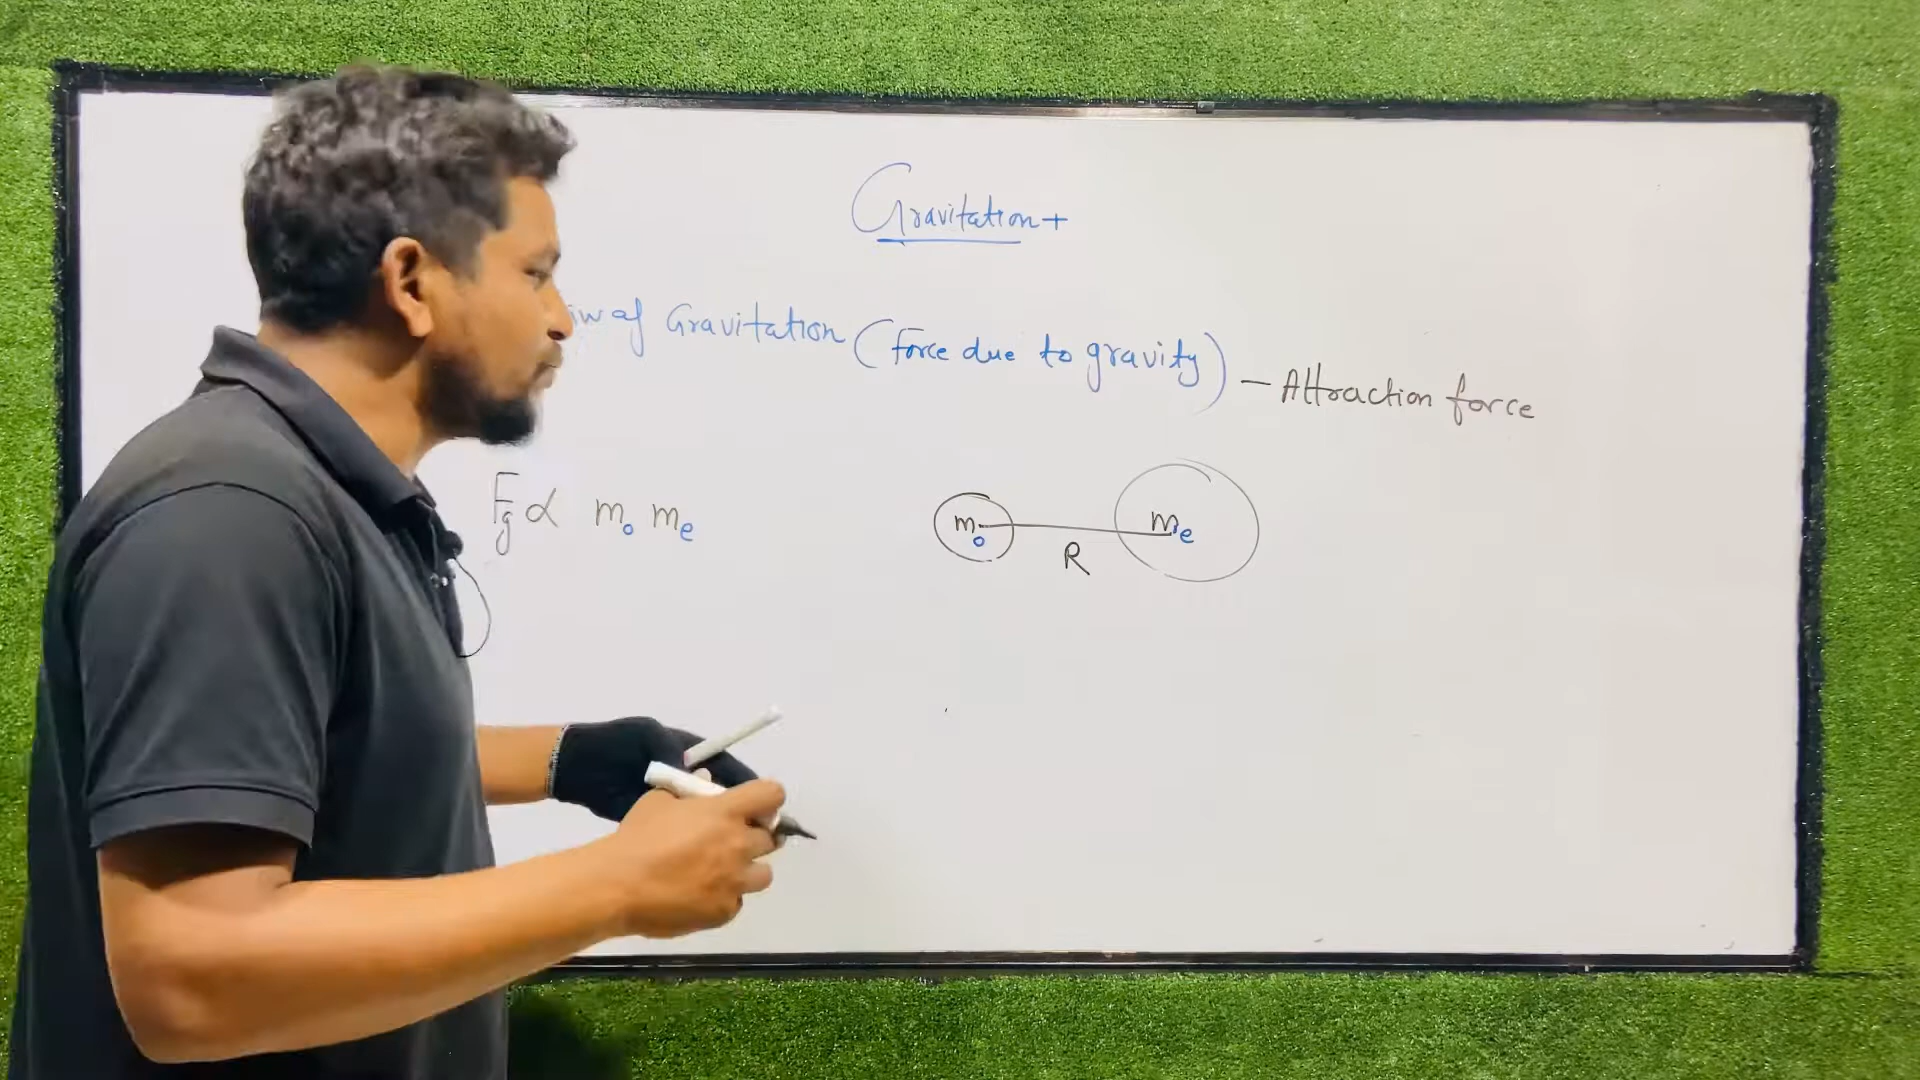 Gravitation +
of Gravitation (Force due to gravity) - Attraction force
Fg ∝ mo me
mo R me